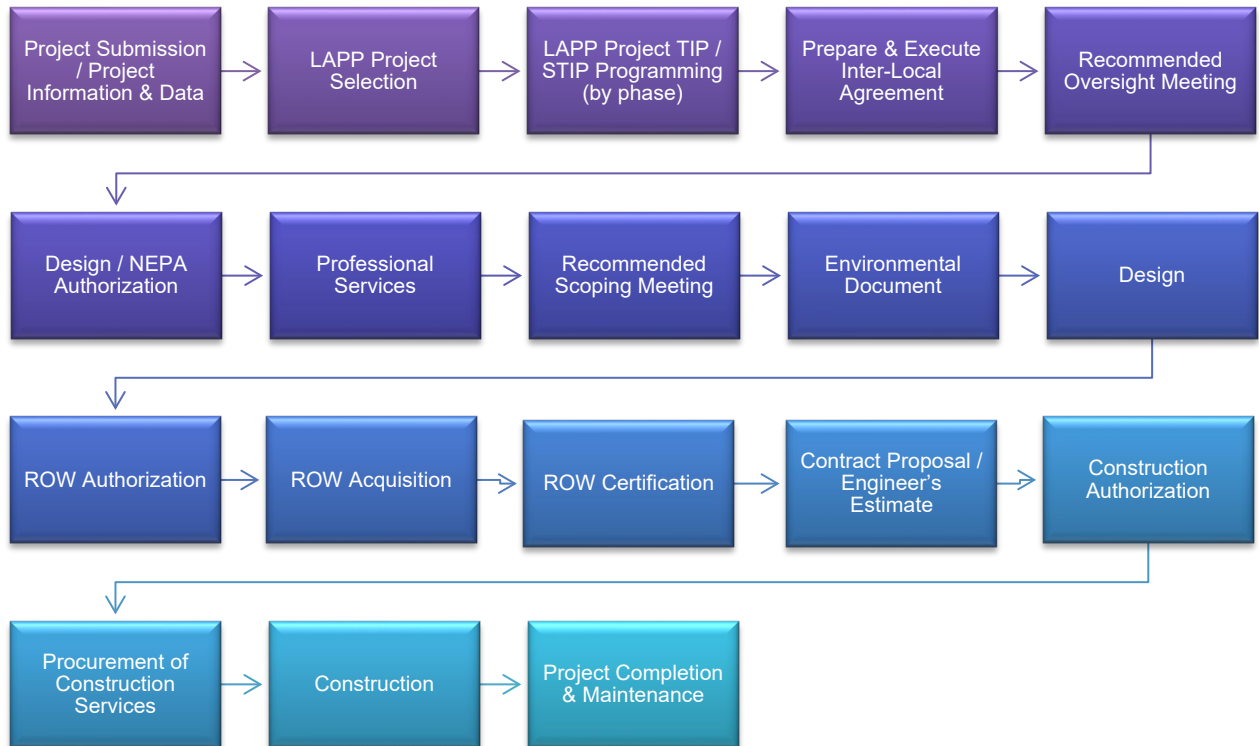 Project Submission
/ Project
Information & Data
LAPP Project
Selection
LAPP Project TIP /
STIP Programming
(by phase)
Prepare & Execute
Inter-Local
Agreement
Recommended
Oversight Meeting
Design / NEPA
Authorization
Professional
Services
Recommended
Scoping Meeting
Environmental
Document
Design
ROW Authorization
ROW Acquisition
ROW Certification
Contract Proposal /
Engineer’s
Estimate
Construction
Authorization
Procurement of
Construction
Services
Construction
Project Completion
& Maintenance